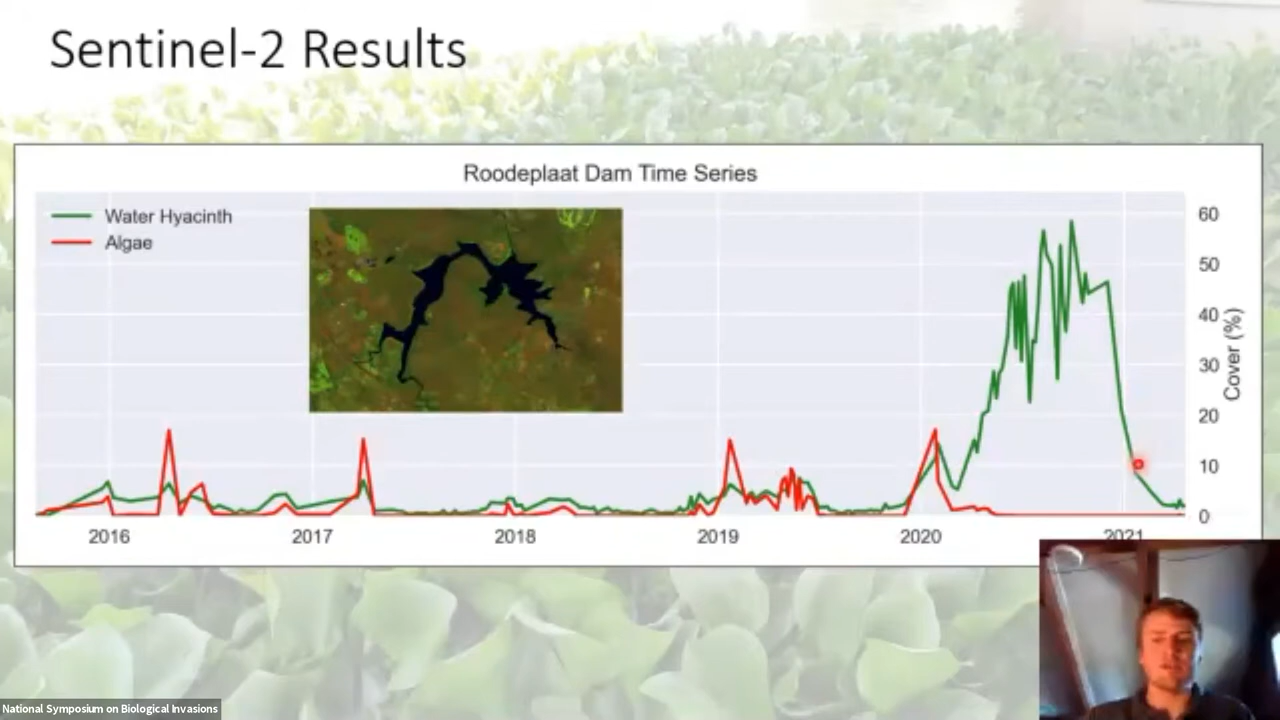 Sentinel-2 Results
Roodeplaat Dam Time Series
Water Hyacinth
Algae
60
50
40
30
20
10
0
Cover (%)
2016
2017
2018
2019
2020
2021
National Symposium on Biological Invasions